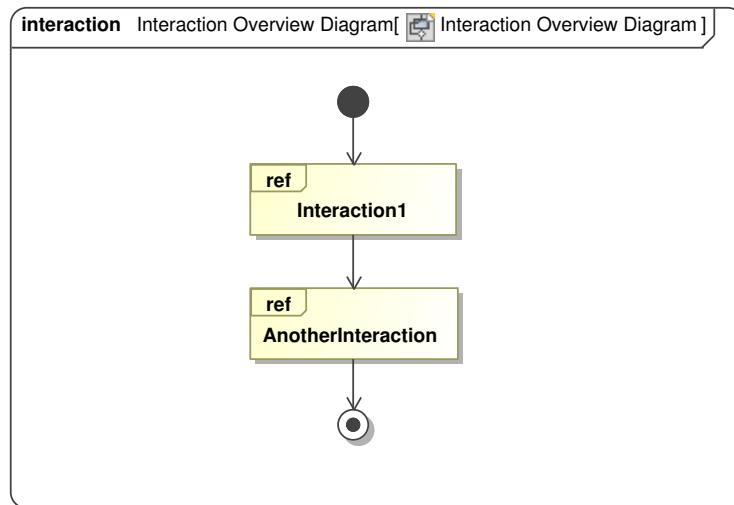 interaction Interaction Overview Diagram[ Interaction Overview Diagram ]
ref
Interaction1
ref
AnotherInteraction